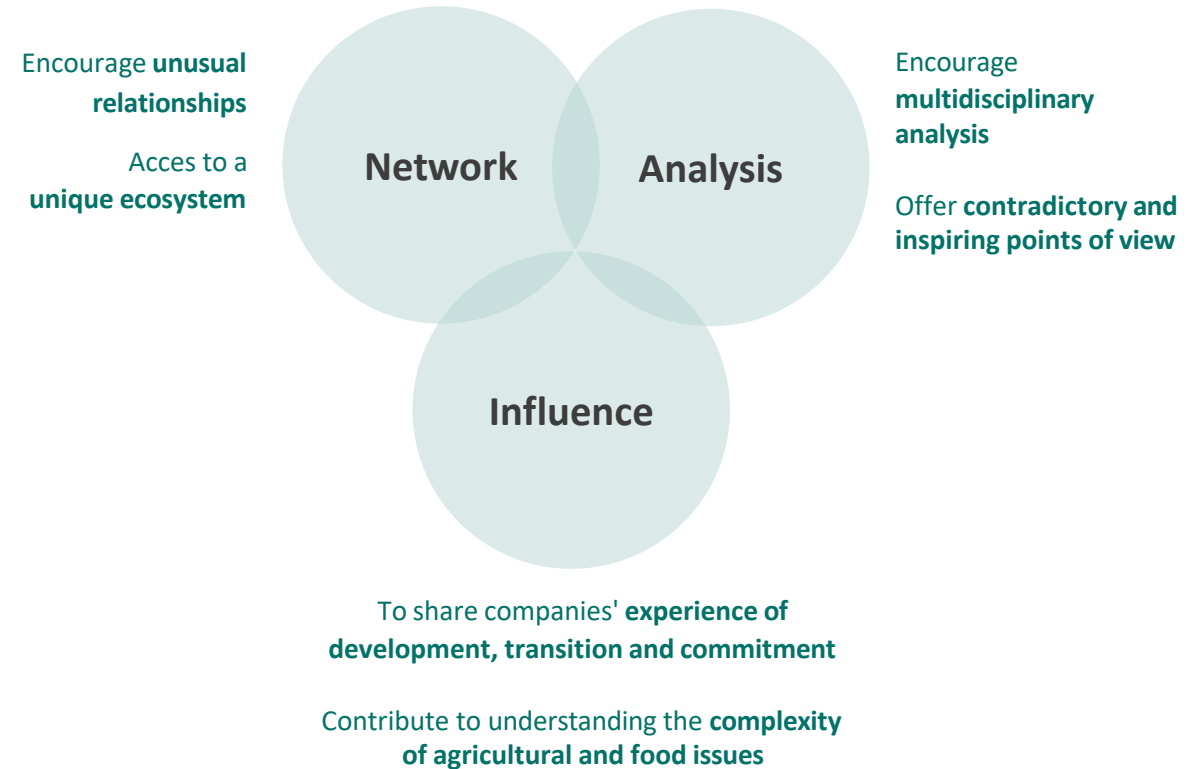 Encourage unusual
relationships
Acces to a
unique ecosystem
Network
Analysis
Encourage
multidisciplinary
analysis
Offer contradictory and
inspiring points of view
Influence
To share companies' experience of
development, transition and commitment
Contribute to understanding the complexity
of agricultural and food issues